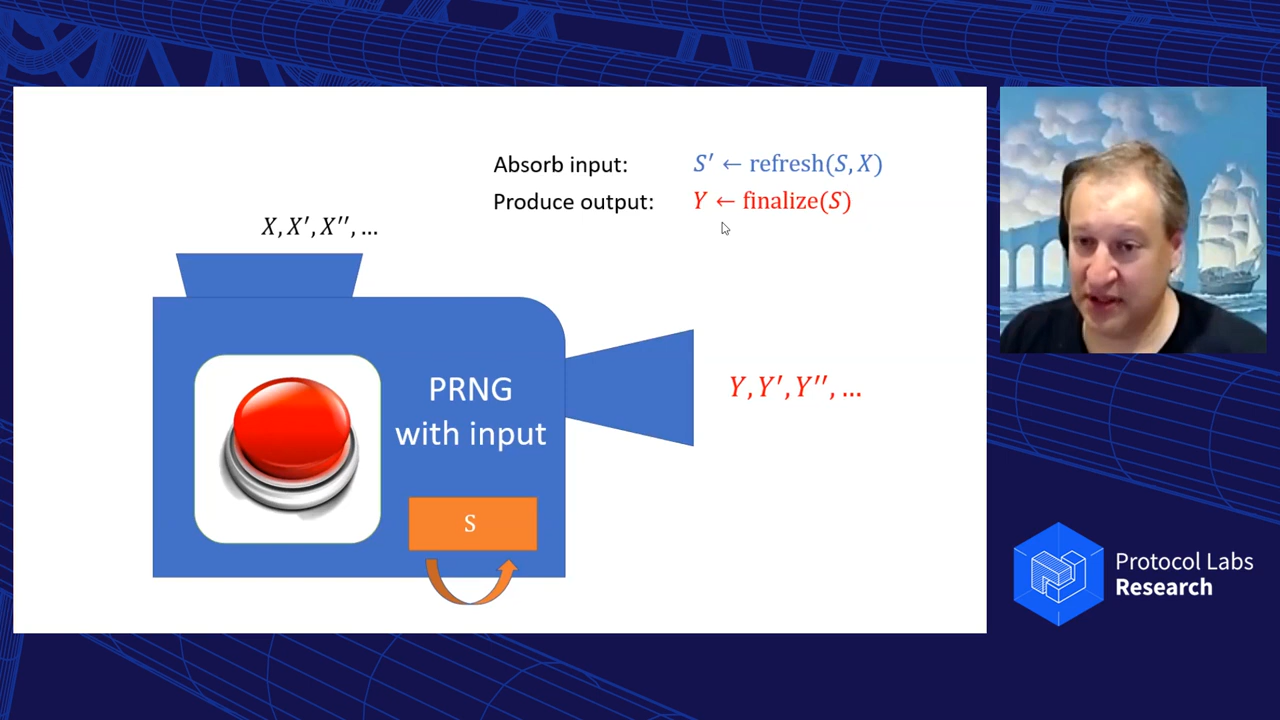 Absorb input: S′ ← refresh(S, X)
Produce output: Y ← finalize(S)
X, X′, X′′, ...
PRNG
with input
Y, Y′, Y′′, ...
S
Protocol Labs
Research